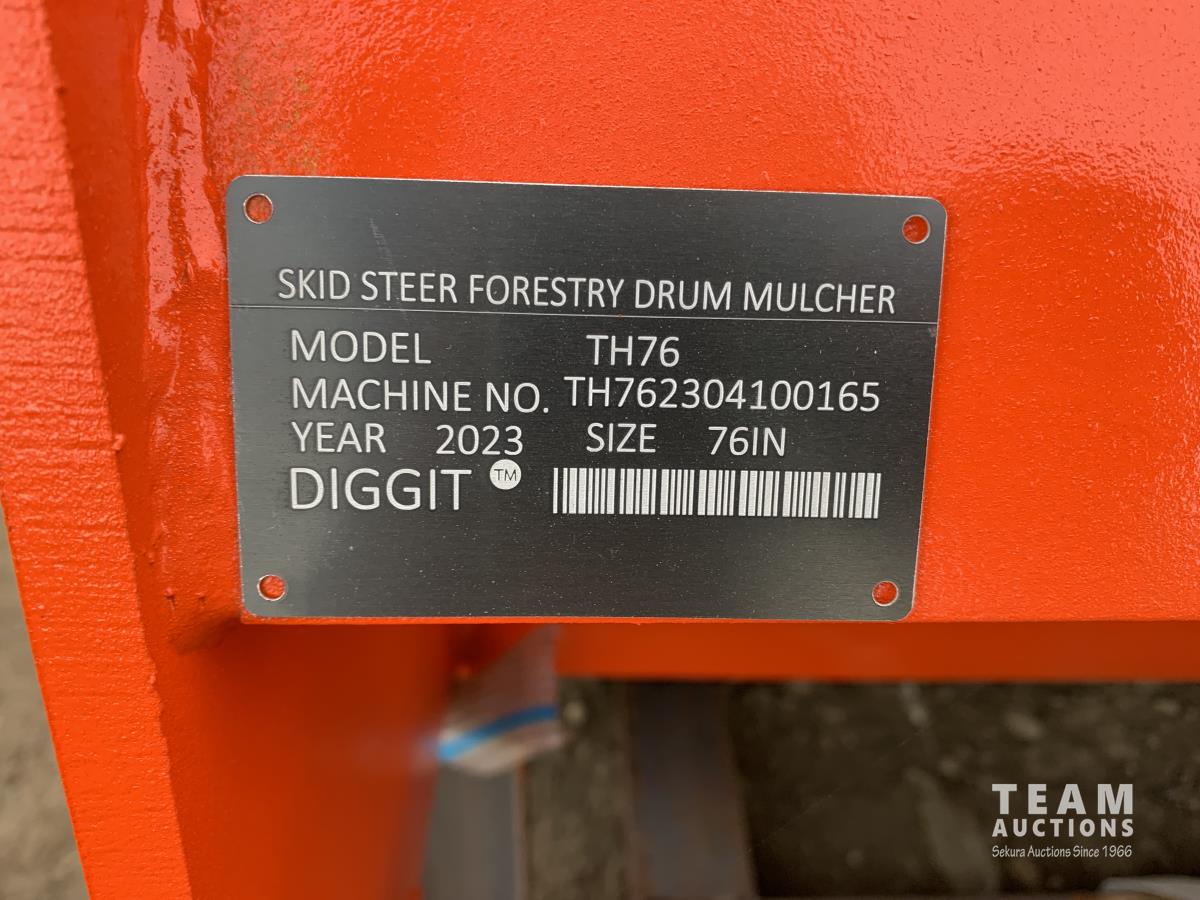 SKID STEER FORESTRY DRUM MULCHER
MODEL TH76
MACHINE NO. TH762304100165
YEAR 2023 SIZE 76IN
DIGGIT TM
TEAM
AUCTIONS
Sekura Auctions Since 1966